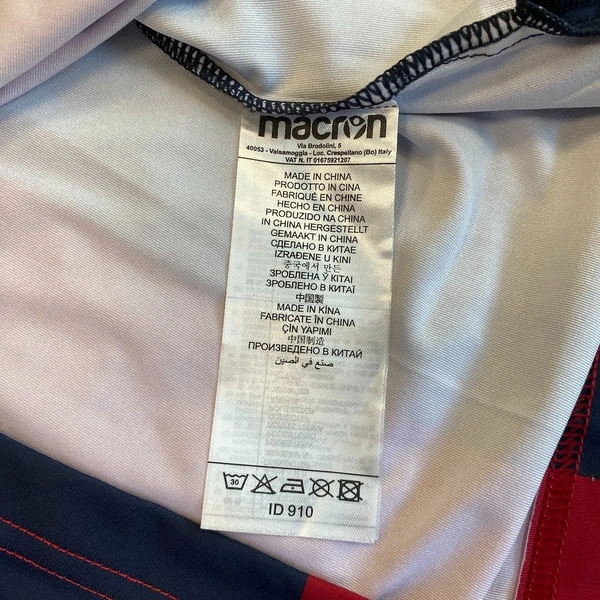 macron
Via Brodolini, 5
40053 - Valsamoggia - Loc. Crespellano (Bo) Italy
VAT N. IT 01675921207
MADE IN CHINA
PRODOTTO IN CINA
FABRIQUÉ EN CHINE
HECHO EN CHINA
PRODUZIDO NA CHINA
IN CHINA HERGESTELLT
GEMAAKT IN CHINA
СДЕЛАНО В КИТАЕ
IZRAĐENE U KINI
중국에서 만든
ЗРОБЛЕНА Ў КІТАІ
ЗРОБЛЕНО В КИТАЇ
中国製
MADE IN KÍNA
FABRICATE ÎN CHINA
ÇİN YAPIMI
中国制造
ПРОИЗВЕДЕНО В КИТАЙ
صنع في الصين
30
ID 910